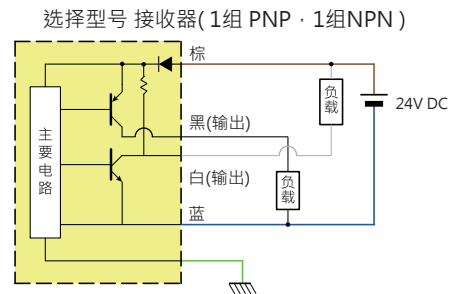 选择型号 接收器( 1组 PNP · 1组NPN )
棕
负载
24V DC
黑(输出)
主要电路
白(输出)
负载
蓝